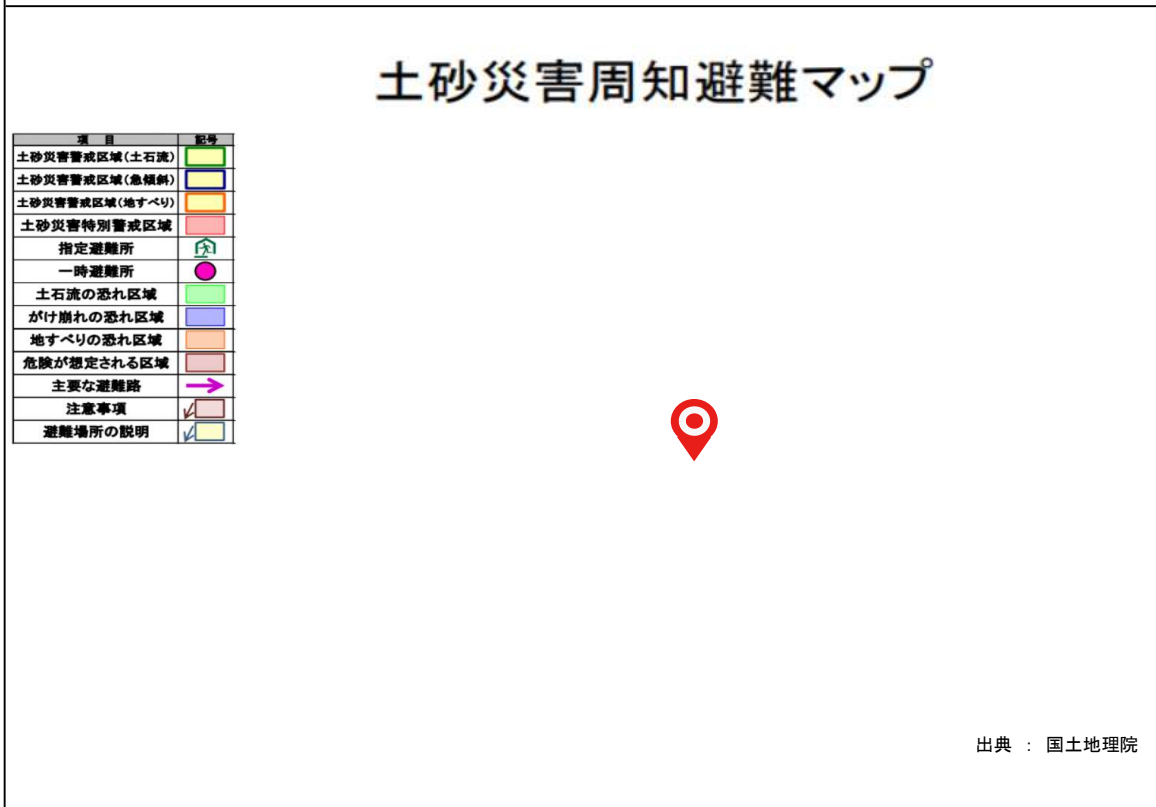 土砂災害周知避難マップ
項　目 記号
土砂災害警戒区域(土石流)
土砂災害警戒区域(急傾斜)
土砂災害警戒区域(地すべり)
土砂災害特別警戒区域
指定避難所
一時避難所
土石流の恐れ区域
がけ崩れの恐れ区域
地すべりの恐れ区域
危険が想定される区域
主要な避難路
注意事項
避難場所の説明
出典 ： 国土地理院